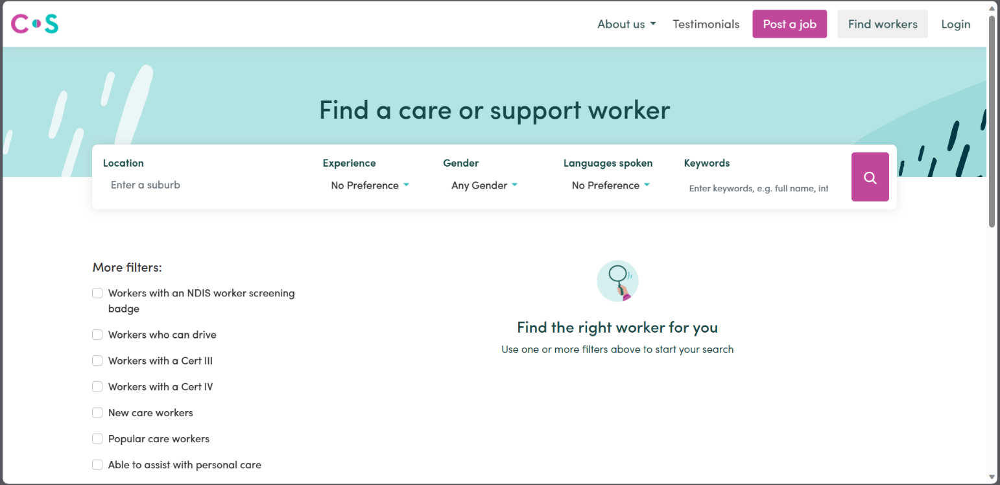 C S
About us
Testimonials
Post a job
Find workers
Login
Find a care or support worker
Location
Experience
Gender
Languages spoken
Keywords
Enter a suburb
No Preference
Any Gender
No Preference
Enter keywords, e.g. full name, int
More filters:
Workers with an NDIS worker screening
badge
Workers who can drive
Workers with a Cert III
Workers with a Cert IV
New care workers
Popular care workers
Able to assist with personal care
Find the right worker for you
Use one or more filters above to start your search